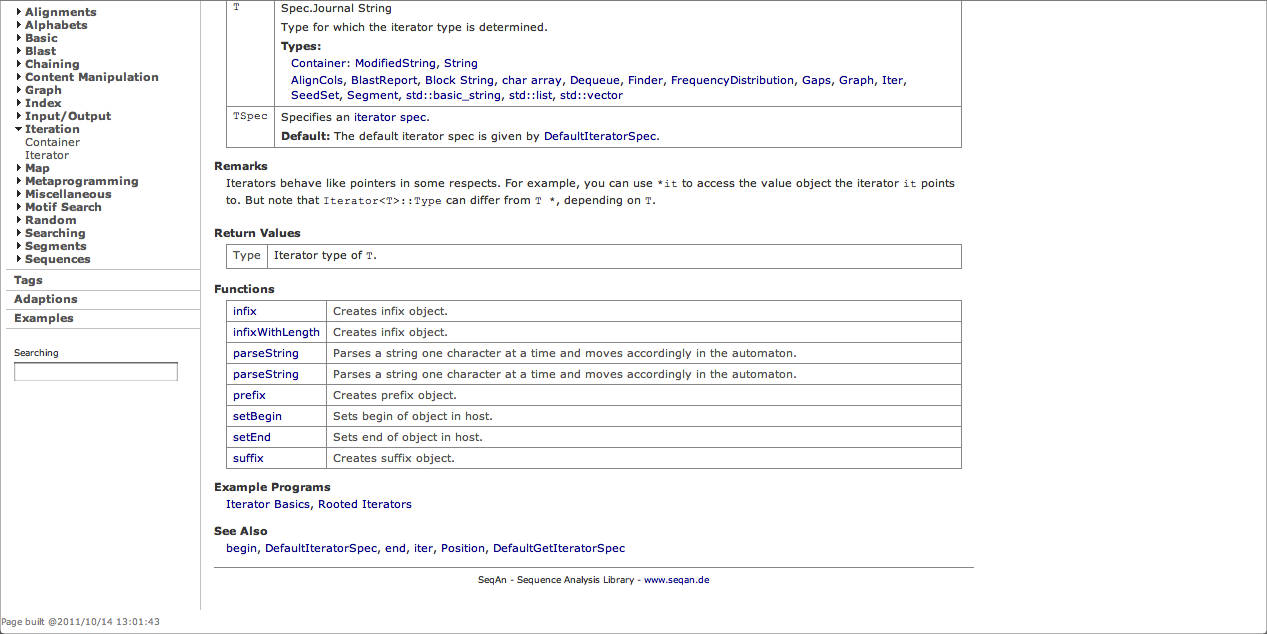 Alignments
Alphabets
Basic
Blast
Chaining
Content Manipulation
Graph
Index
Input/Output
Iteration
Container
Iterator
Map
Metaprogramming
Miscellaneous
Motif Search
Random
Searching
Segments
Sequences
Tags
Adaptions
Examples
Searching
T
Spec.Journal String
Type for which the iterator type is determined.
Types:
Container: ModifiedString, String
AlignCols, BlastReport, Block String, char array, Dequeue, Finder, FrequencyDistribution, Gaps, Graph, Iter,
SeedSet, Segment, std::basic_string, std::list, std::vector
TSpec
Specifies an iterator spec.
Default: The default iterator spec is given by DefaultIteratorSpec.
Remarks
Iterators behave like pointers in some respects. For example, you can use *it to access the value object the iterator it points
to. But note that Iterator<T>::Type can differ from T *, depending on T.
Return Values
Type Iterator type of T.
Functions
infix Creates infix object.
infixWithLength Creates infix object.
parseString Parses a string one character at a time and moves accordingly in the automaton.
parseString Parses a string one character at a time and moves accordingly in the automaton.
prefix Creates prefix object.
setBegin Sets begin of object in host.
setEnd Sets end of object in host.
suffix Creates suffix object.
Example Programs
Iterator Basics, Rooted Iterators
See Also
begin, DefaultIteratorSpec, end, iter, Position, DefaultGetIteratorSpec
SeqAn - Sequence Analysis Library - www.seqan.de
Page built @2011/10/14 13:01:43